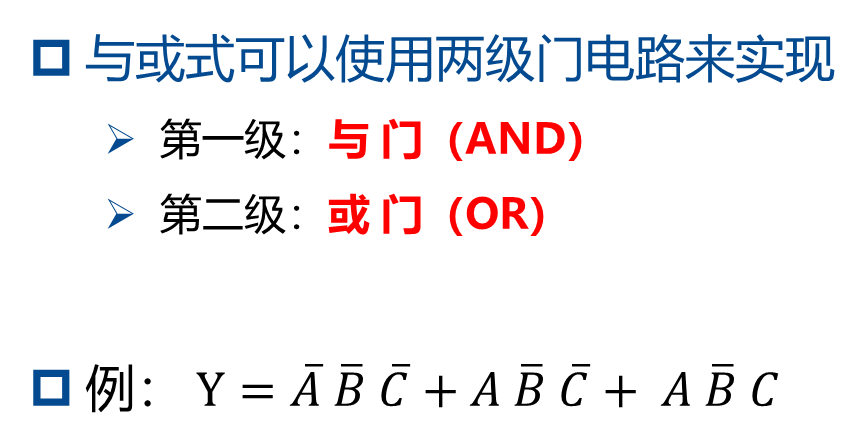 与或式可以使用两级门电路来实现
第一级：与 门（AND）
第二级：或 门（OR）
例： Y = A̅ B̅ C̅ + A B̅ C̅ + A B̅ C